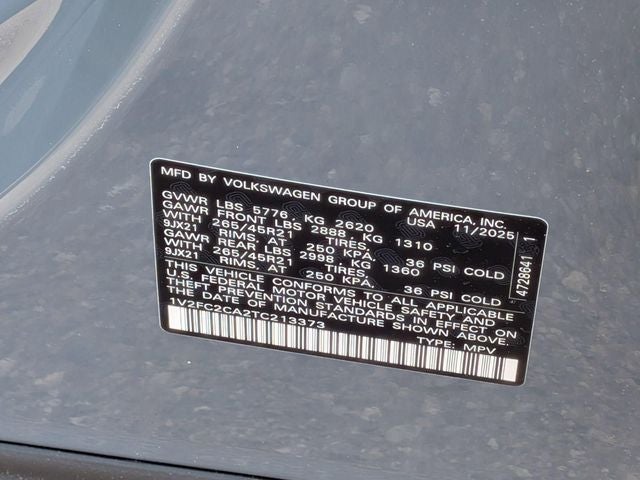 MFD BY VOLKSWAGEN GROUP OF AMERICA, INC.
USA 11/2025
GVWR LBS 5776, KG 2620
GAWR FRONT LBS 2888, KG 1310
WITH 265/45R21 TIRES,
9JX21 RIMS, AT 250 KPA, 36 PSI COLD
GAWR REAR LBS 2998, KG 1360
WITH 265/45R21 TIRES,
9JX21 RIMS, AT 250 KPA, 36 PSI COLD
THIS VEHICLE CONFORMS TO ALL APPLICABLE
U.S. FEDERAL MOTOR VEHICLE SAFETY AND
THEFT PREVENTION STANDARDS IN EFFECT ON
THE DATE OF MANUFACTURE SHOWN ABOVE.
1V2FC2CA2TC213373
TYPE: MPV
4728641 1